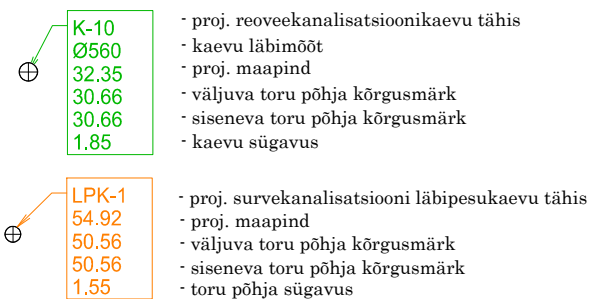 K-10 - proj. reoveekanalisatsioonikaevu tähis
Ø560 - kaevu läbimõõt
32.35 - proj. maapind
30.66 - väljuva toru põhja kõrgusmärk
30.66 - siseneva toru põhja kõrgusmärk
1.85 - kaevu sügavus
LPK-1 - proj. survekanalisatsiooni läbipesukaevu tähis
54.92 - proj. maapind
50.56 - väljuva toru põhja kõrgusmärk
50.56 - siseneva toru põhja kõrgusmärk
1.55 - toru põhja sügavus